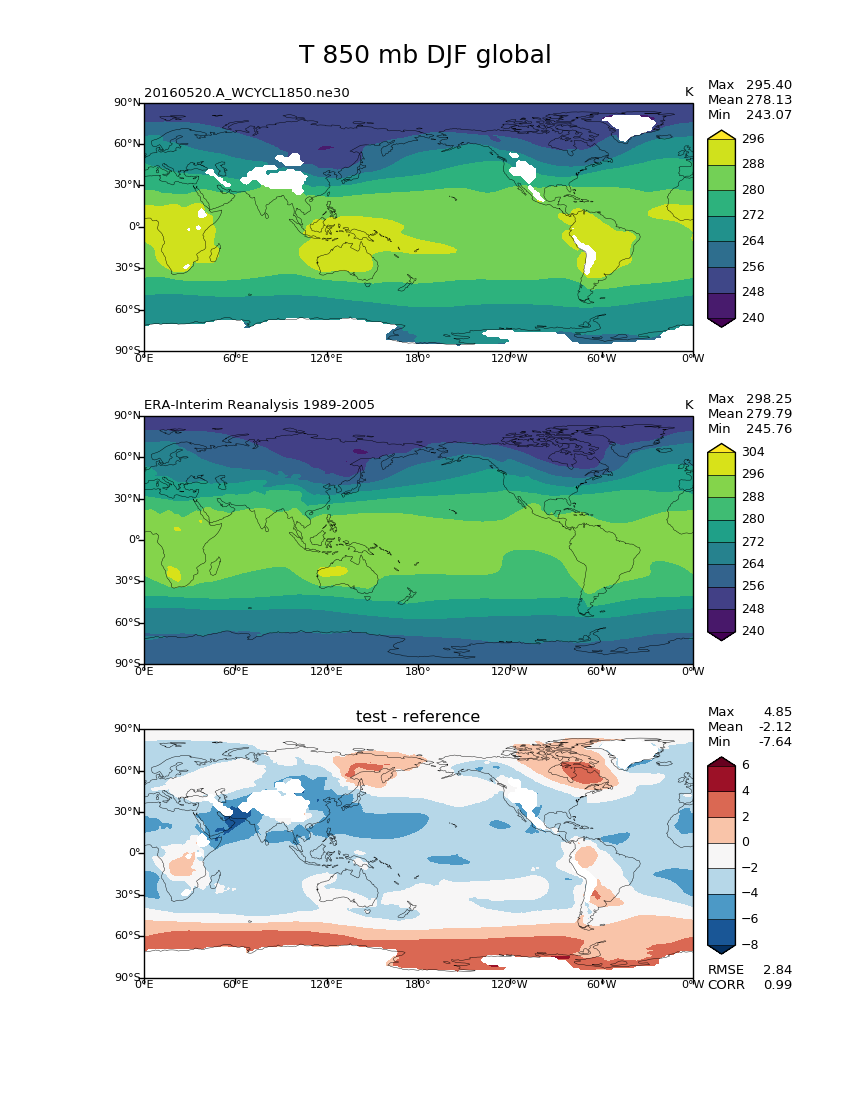 T 850 mb DJF global
20160520.A_WCYCL1850.ne30
K
Max 295.40
Mean 278.13
Min 243.07
90°N
60°N
30°N
0°
30°S
60°S
90°S
0°E 60°E 120°E 180° 120°W 60°W 0°W
296
288
280
272
264
256
248
240
ERA-Interim Reanalysis 1989-2005
K
Max 298.25
Mean 279.79
Min 245.76
90°N
60°N
30°N
0°
30°S
60°S
90°S
0°E 60°E 120°E 180° 120°W 60°W 0°W
304
296
288
280
272
264
256
248
240
test - reference
Max 4.85
Mean -2.12
Min -7.64
90°N
60°N
30°N
0°
30°S
60°S
90°S
0°E 60°E 120°E 180° 120°W 60°W 0°W
6
4
2
0
−2
−4
−6
−8
RMSE 2.84
CORR 0.99